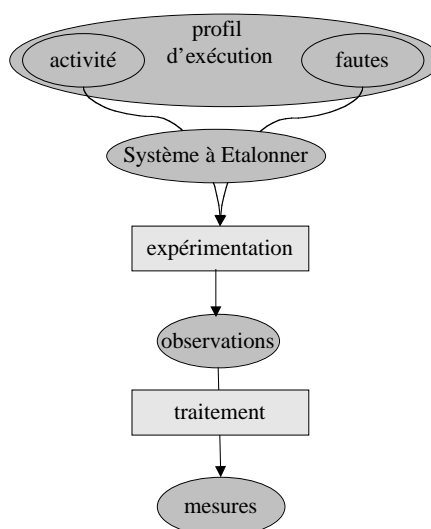 profil
d'exécution
activité
fautes
Système à Etalonner
expérimentation
observations
traitement
mesures